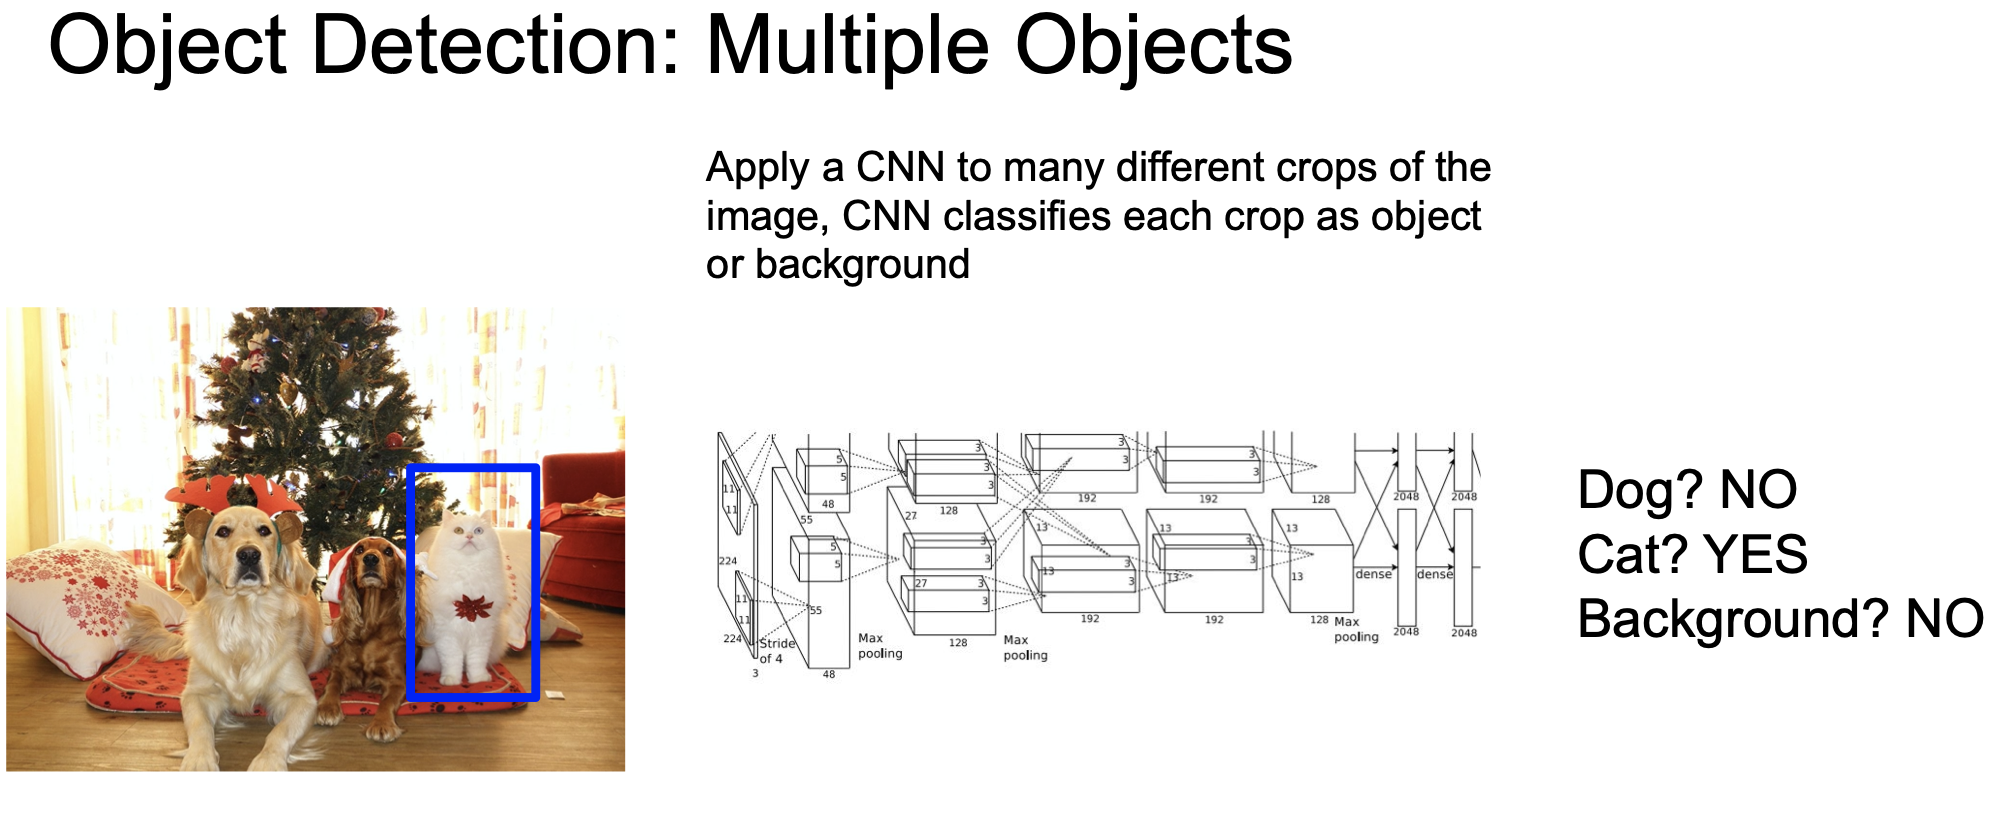 Object Detection: Multiple Objects
Apply a CNN to many different crops of the
image, CNN classifies each crop as object
or background
11
11
224
11
11
224
3
Stride
of 4
5
5
48
55
5
5
55
48
Max
pooling
3
3
3
128
27
3
3
27
3
3
128
Max
pooling
3
3
192
13
13
3
3
192
3
3
192
13
13
3
3
192
128
13
13
128
Max
pooling
dense
dense
2048
2048
2048
2048
Dog? NO
Cat? YES
Background? NO